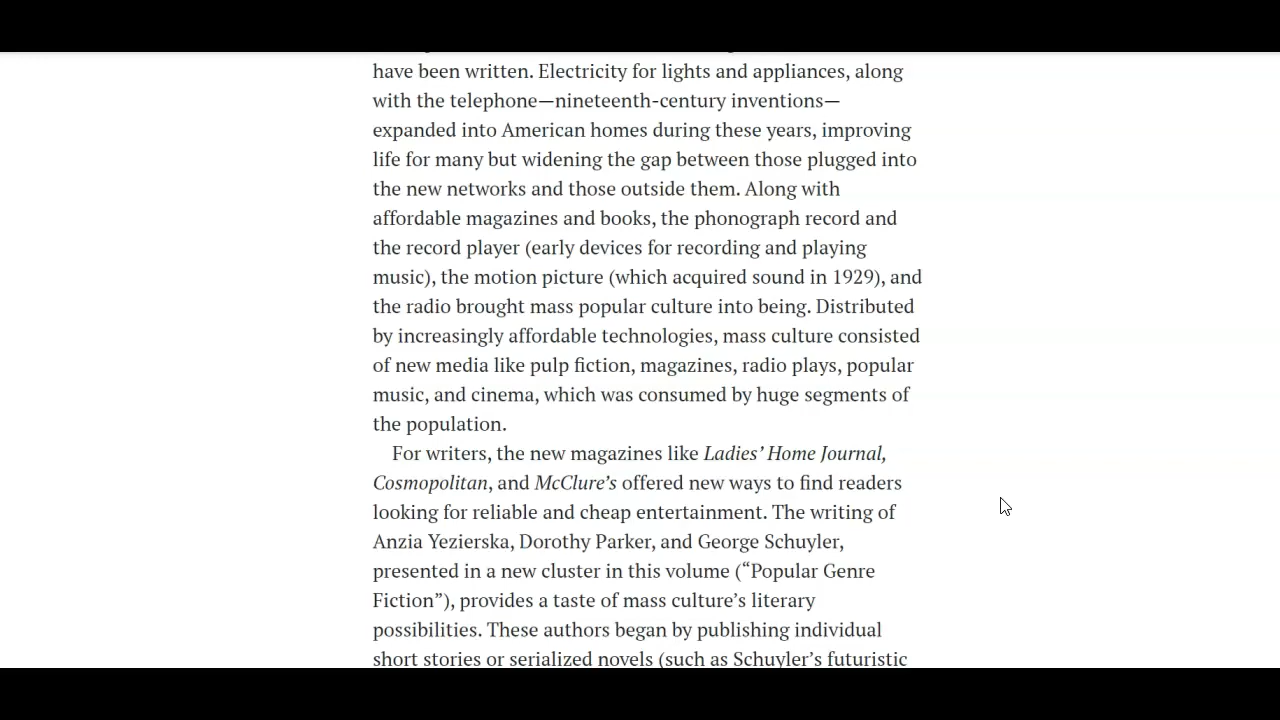 have been written. Electricity for lights and appliances, along
with the telephone—nineteenth-century inventions—
expanded into American homes during these years, improving
life for many but widening the gap between those plugged into
the new networks and those outside them. Along with
affordable magazines and books, the phonograph record and
the record player (early devices for recording and playing
music), the motion picture (which acquired sound in 1929), and
the radio brought mass popular culture into being. Distributed
by increasingly affordable technologies, mass culture consisted
of new media like pulp fiction, magazines, radio plays, popular
music, and cinema, which was consumed by huge segments of
the population.
For writers, the new magazines like Ladies’ Home Journal,
Cosmopolitan, and McClure’s offered new ways to find readers
looking for reliable and cheap entertainment. The writing of
Anzia Yezierska, Dorothy Parker, and George Schuyler,
presented in a new cluster in this volume (“Popular Genre
Fiction”), provides a taste of mass culture’s literary
possibilities. These authors began by publishing individual
short stories or serialized novels (such as Schuyler’s futuristic